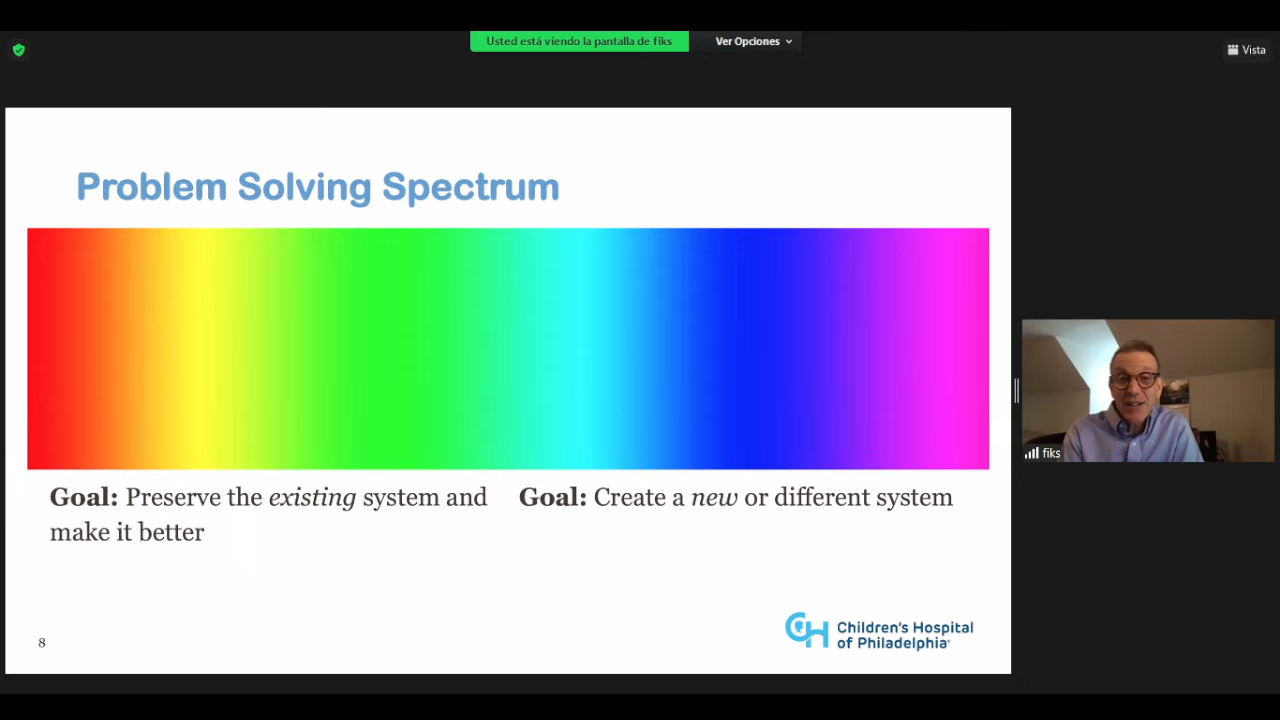 Usted está viendo la pantalla de fiks
Ver Opciones
Vista
Problem Solving Spectrum
Goal: Preserve the existing system and
make it better
Goal: Create a new or different system
fiks
8
CH Children's Hospital
of Philadelphia®